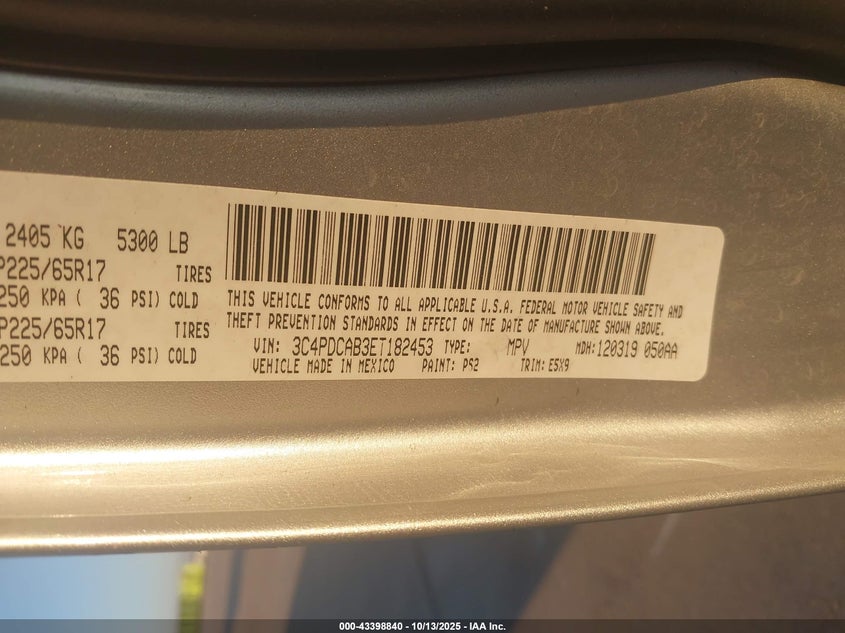 2405 KG 5300 LB
P225/65R17 TIRES
250 KPA ( 36 PSI) COLD
P225/65R17 TIRES
250 KPA ( 36 PSI) COLD
THIS VEHICLE CONFORMS TO ALL APPLICABLE U.S.A. FEDERAL MOTOR VEHICLE SAFETY AND
THEFT PREVENTION STANDARDS IN EFFECT ON THE DATE OF MANUFACTURE SHOWN ABOVE.
VIN: 3C4PDCAB3ET182453 TYPE: MPV MDH: 120319 050AA
VEHICLE MADE IN MEXICO PAINT: PS2 TRIM: E5X9
000-43398840 | 10/13/2025 - IAA Inc.